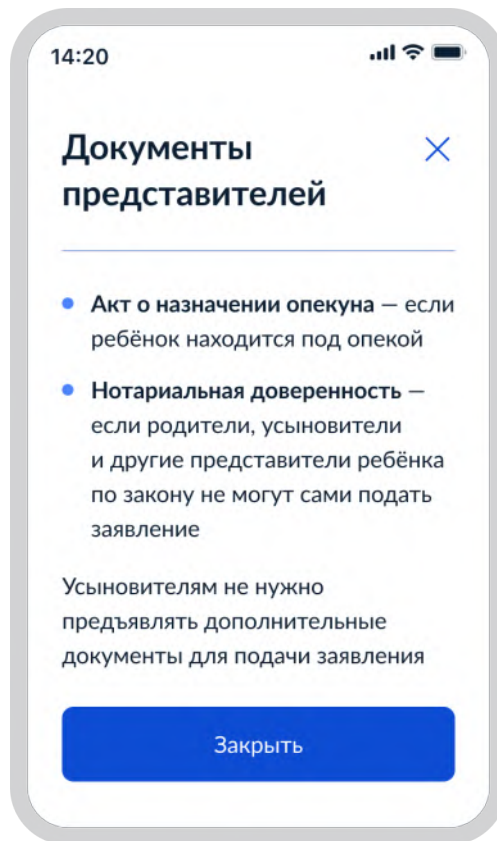 14:20
Документы
представителей
Акт о назначении опекуна — если
ребёнок находится под опекой
Нотариальная доверенность —
если родители, усыновители
и другие представители ребёнка
по закону не могут сами подать
заявление
Усыновителям не нужно
предъявлять дополнительные
документы для подачи заявления
Закрыть